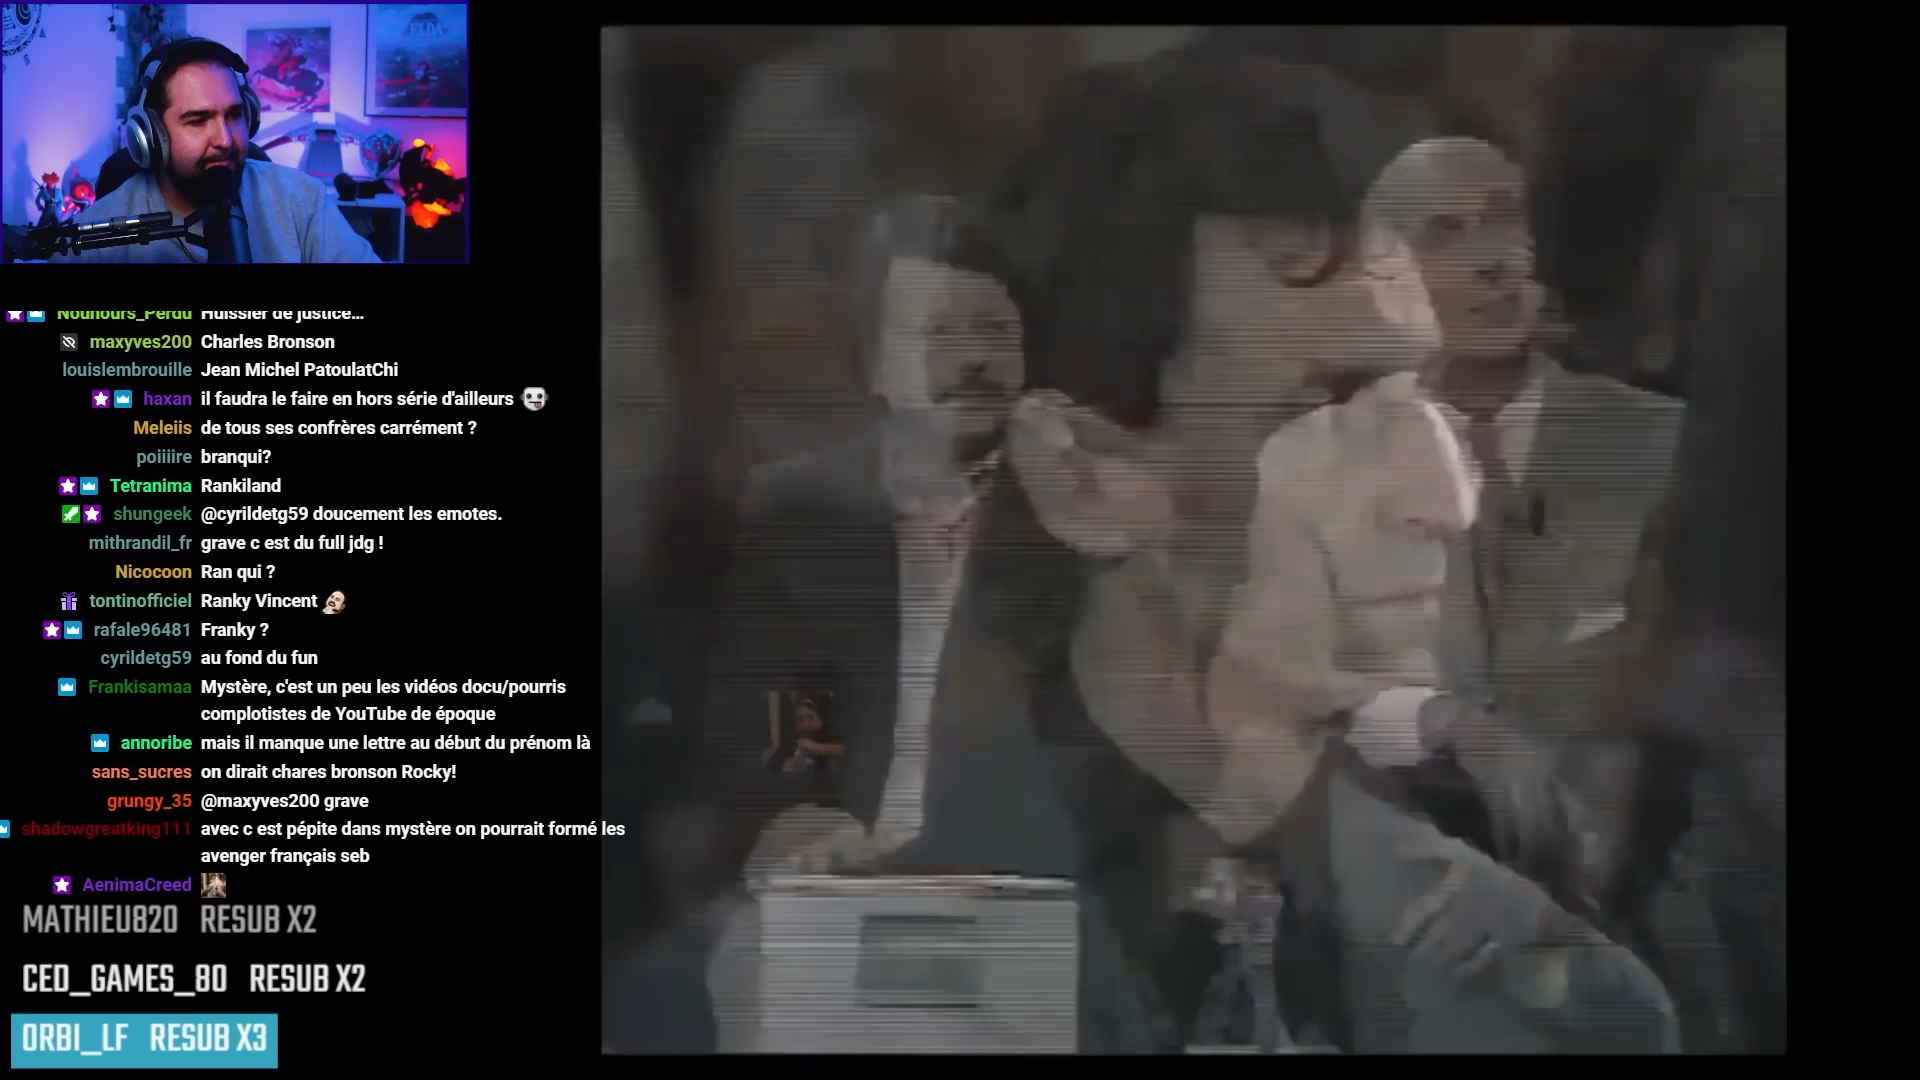 ELDA
Nounours_Perdu Huissier de justice...
maxyves200 Charles Bronson
louislembrouille Jean Michel PatoulatChi
haxan il faudra le faire en hors série d'ailleurs
Meleiis de tous ses confrères carrément ?
poiiiire branqui?
Tetranima Rankiland
shungeek @cyrildetg59 doucement les emotes.
mithrandil_fr grave c est du full jdg !
Nicocoon Ran qui ?
tontinofficiel Ranky Vincent
rafale96481 Franky ?
cyrildetg59 au fond du fun
Frankisamaa Mystère, c'est un peu les vidéos docu/pourris
complotistes de YouTube de époque
annoribe mais il manque une lettre au début du prénom là
sans_sucres on dirait chares bronson Rocky!
grungy_35 @maxyves200 grave
shadowgreatking111 avec c est pépite dans mystère on pourrait formé les
avenger français seb
AenimaCreed
MATHIEU820 RESUB X2
CED_GAMES_80 RESUB X2
ORBI_LF RESUB X3